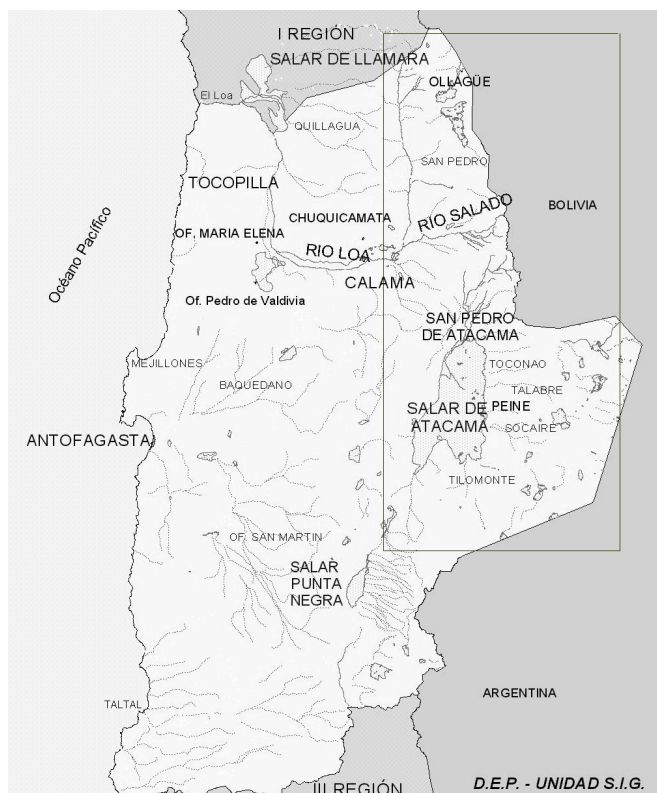 I REGIÓN
SALAR DE LLAMARA
OLLAGÜE
El Loa
QUILLAGUA
SAN PEDRO
TOCOPILLA
CHUQUICAMATA
RIO SALADO
BOLIVIA
OF. MARIA ELENA
RIO LOA
Océano Pacífico
CALAMA
Of. Pedro de Valdivia
SAN PEDRO
DE ATACAMA
MEJILLONES
TOCONAO
BAQUEDANO
TALABRE
SALAR DE
ATACAMA
PEINE
SOCAIRE
ANTOFAGASTA
TILOMONTE
OF. SAN MARTIN
SALAR
PUNTA
NEGRA
ARGENTINA
TALTAL
III REGIÓN
D.E.P. - UNIDAD S.I.G.